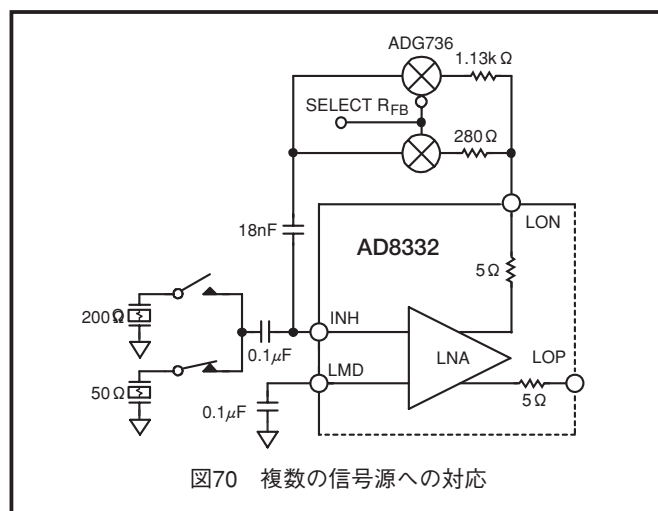 ADG736
1.13k Ω
SELECT RFB
280Ω
18nF
LON
AD8332
5Ω
200Ω
INH
0.1μF
LNA
LOP
LMD
50Ω
0.1μF
5Ω
図70 複数の信号源への対応